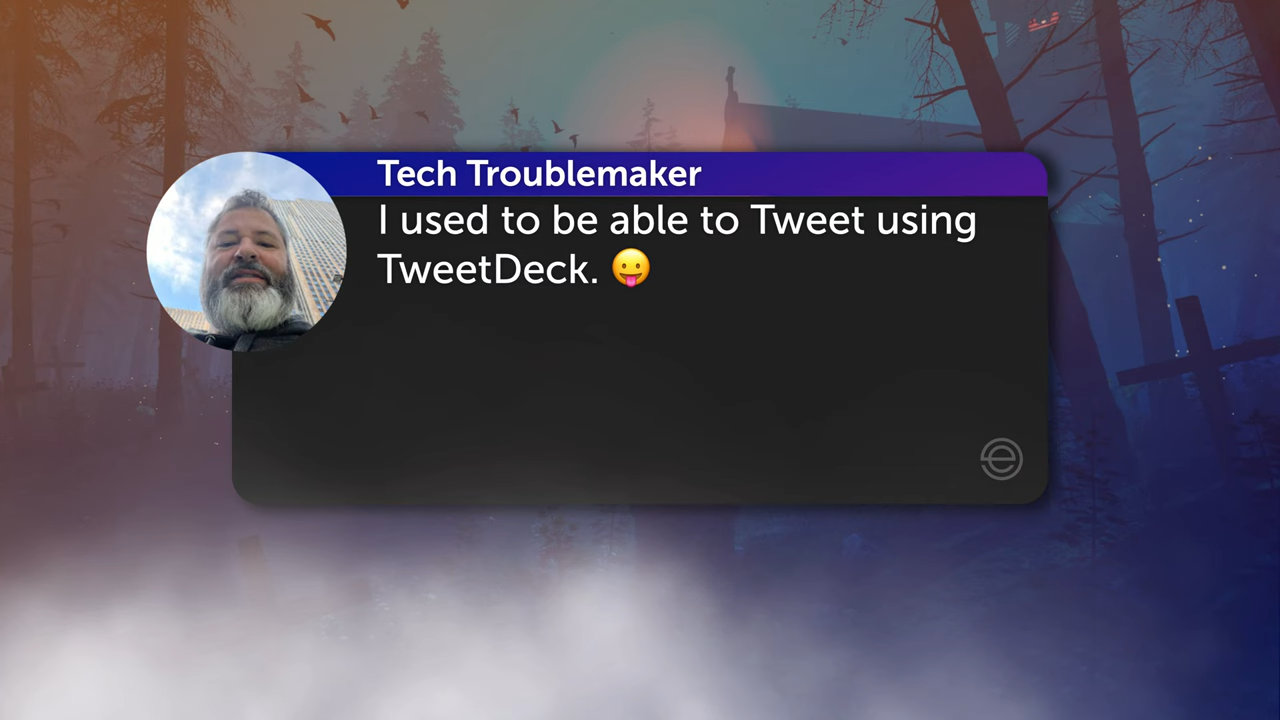 Tech Troublemaker
I used to be able to Tweet using
TweetDeck. 😛